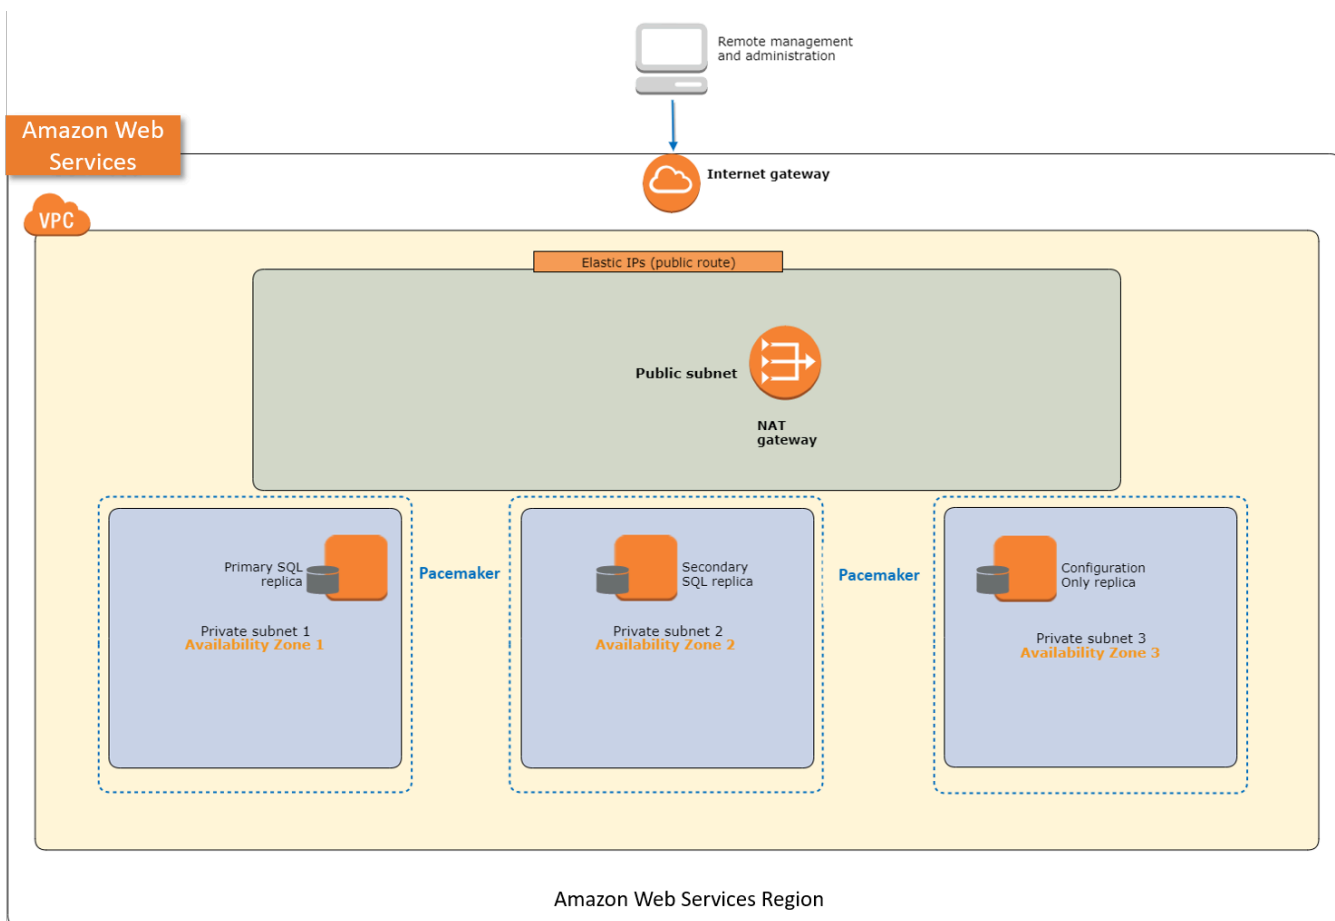 Remote management
and administration
Amazon Web
Services
Internet gateway
VPC
Elastic IPs (public route)
Public subnet
NAT
gateway
Primary SQL
replica
Pacemaker
Secondary
SQL replica
Pacemaker
Configuration
Only replica
Private subnet 1
Availability Zone 1
Private subnet 2
Availability Zone 2
Private subnet 3
Availability Zone 3
Amazon Web Services Region